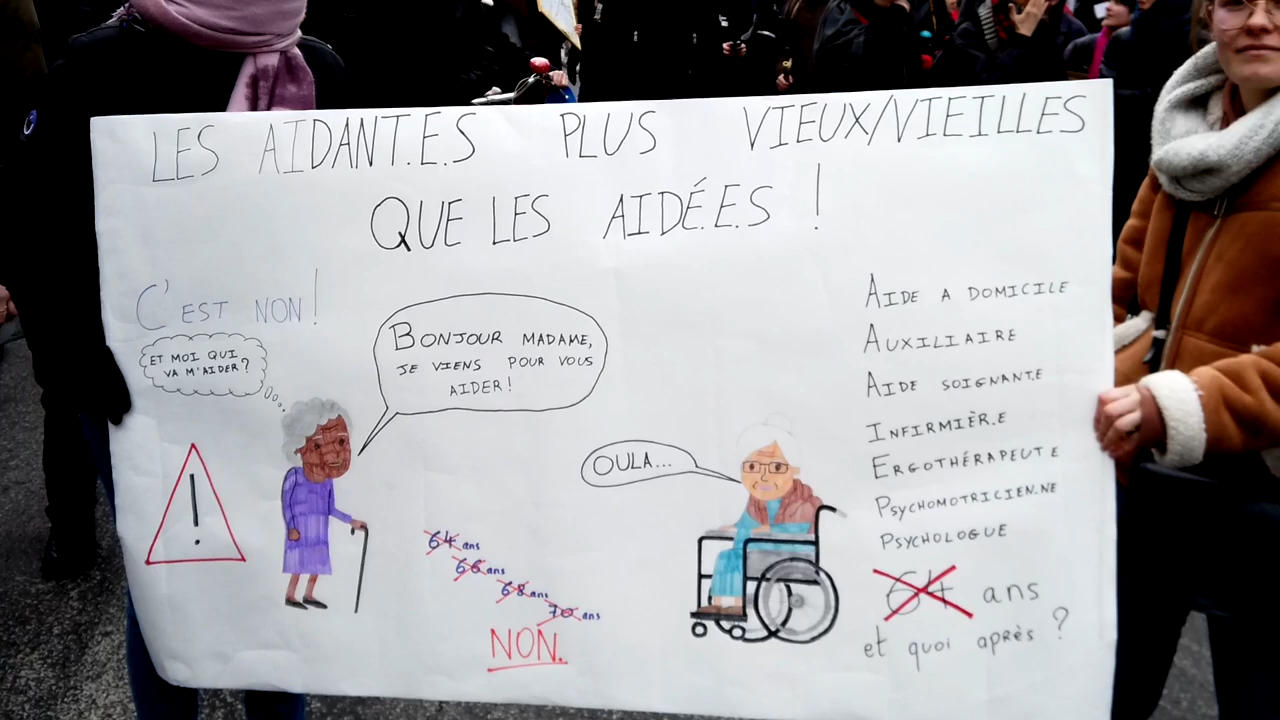 LES AIDANT.E.S PLUS VIEUX/VIEILLES
QUE LES AIDÉ.E.S !
C'EST NON!
ET MOI QUI
VA M'AIDER?
BONJOUR MADAME,
JE VIENS POUR VOUS
AIDER!
!
OULA...
64 ans
66 ans
68 ans
70 ans
NON.
AIDE A DOMICILE
AUXILIAIRE
AIDE SOIGNANT.E
INFIRMIÈR.E
ERGOTHÉRAPEUTE
PSYCHOMOTRICIEN.NE
PSYCHOLOGUE
64 ans
et quoi après ?